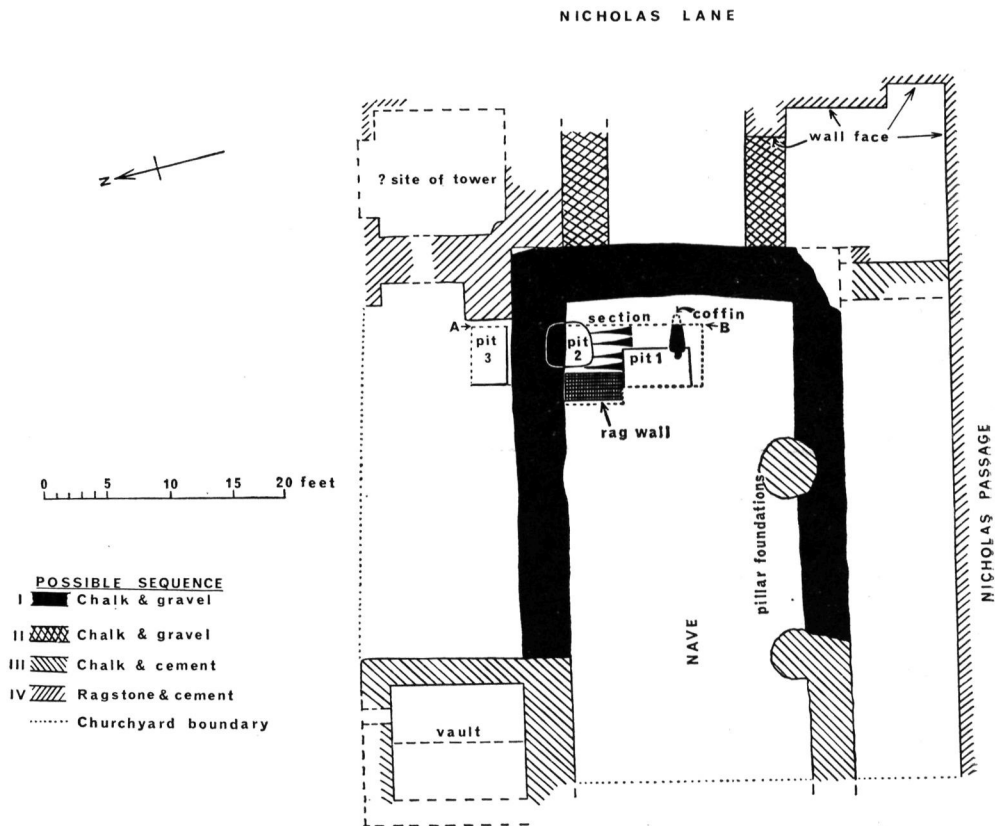 NICHOLAS LANE
wall face
N
? site of tower
section
coffin
A
B
pit
3
pit
2
pit1
rag wall
0 5 10 15 20 feet
pillar foundations
NICHOLAS PASSAGE
POSSIBLE SEQUENCE
I Chalk & gravel
II Chalk & gravel
III Chalk & cement
IV Ragstone & cement
Churchyard boundary
NAVE
vault